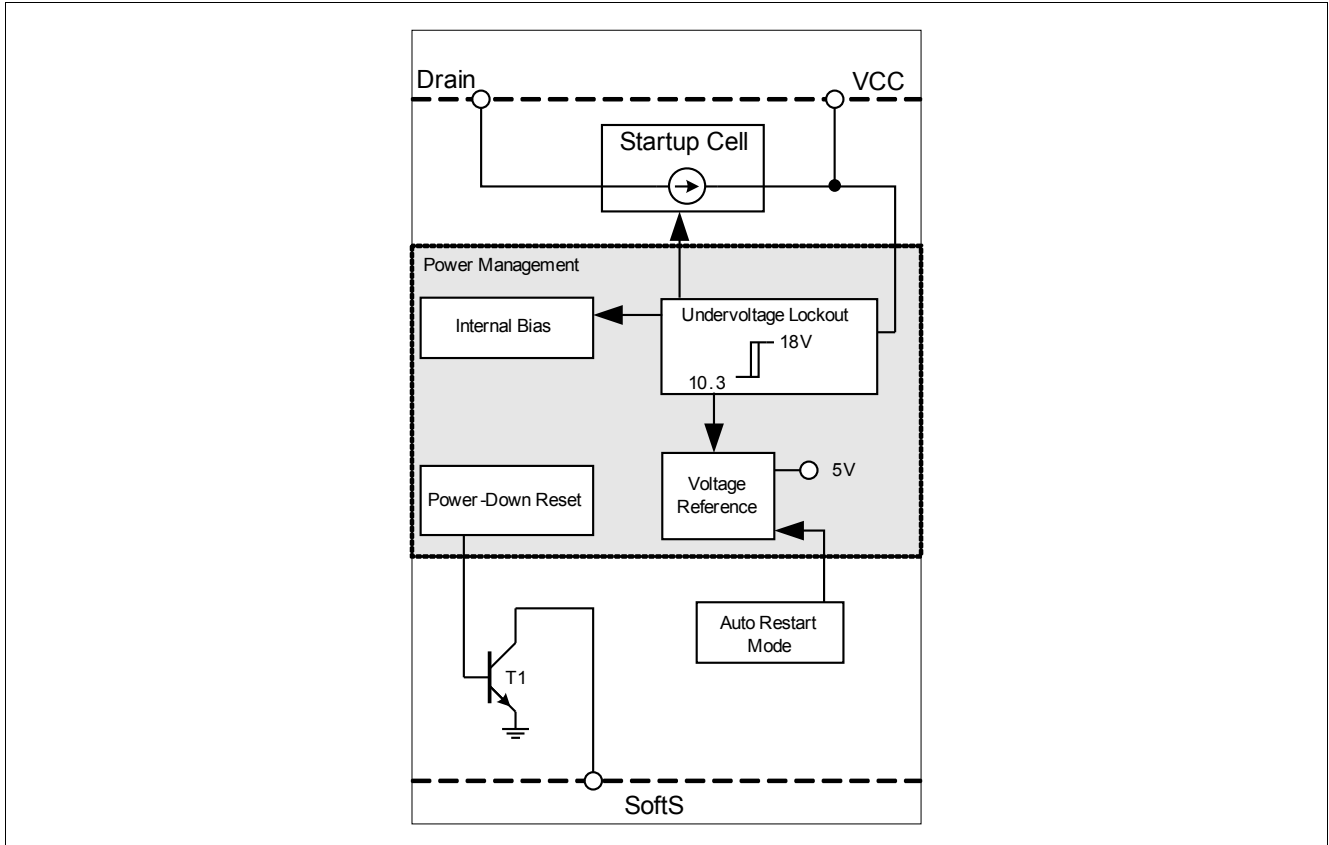 Drain
VCC
Startup Cell
Power Management
Internal Bias
Undervoltage Lockout
18V
10.3
Power-Down Reset
Voltage
Reference
5V
Auto Restart
Mode
T1
SoftS